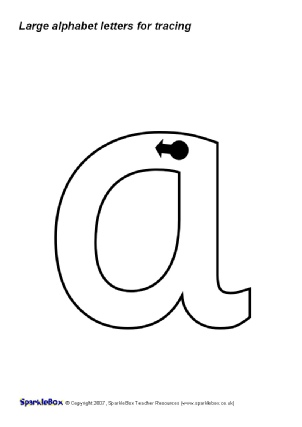 Large alphabet letters for tracing
a
SparkleBox © Copyright 2007, SparkleBox Teacher Resources (www.sparklebox.co.uk)